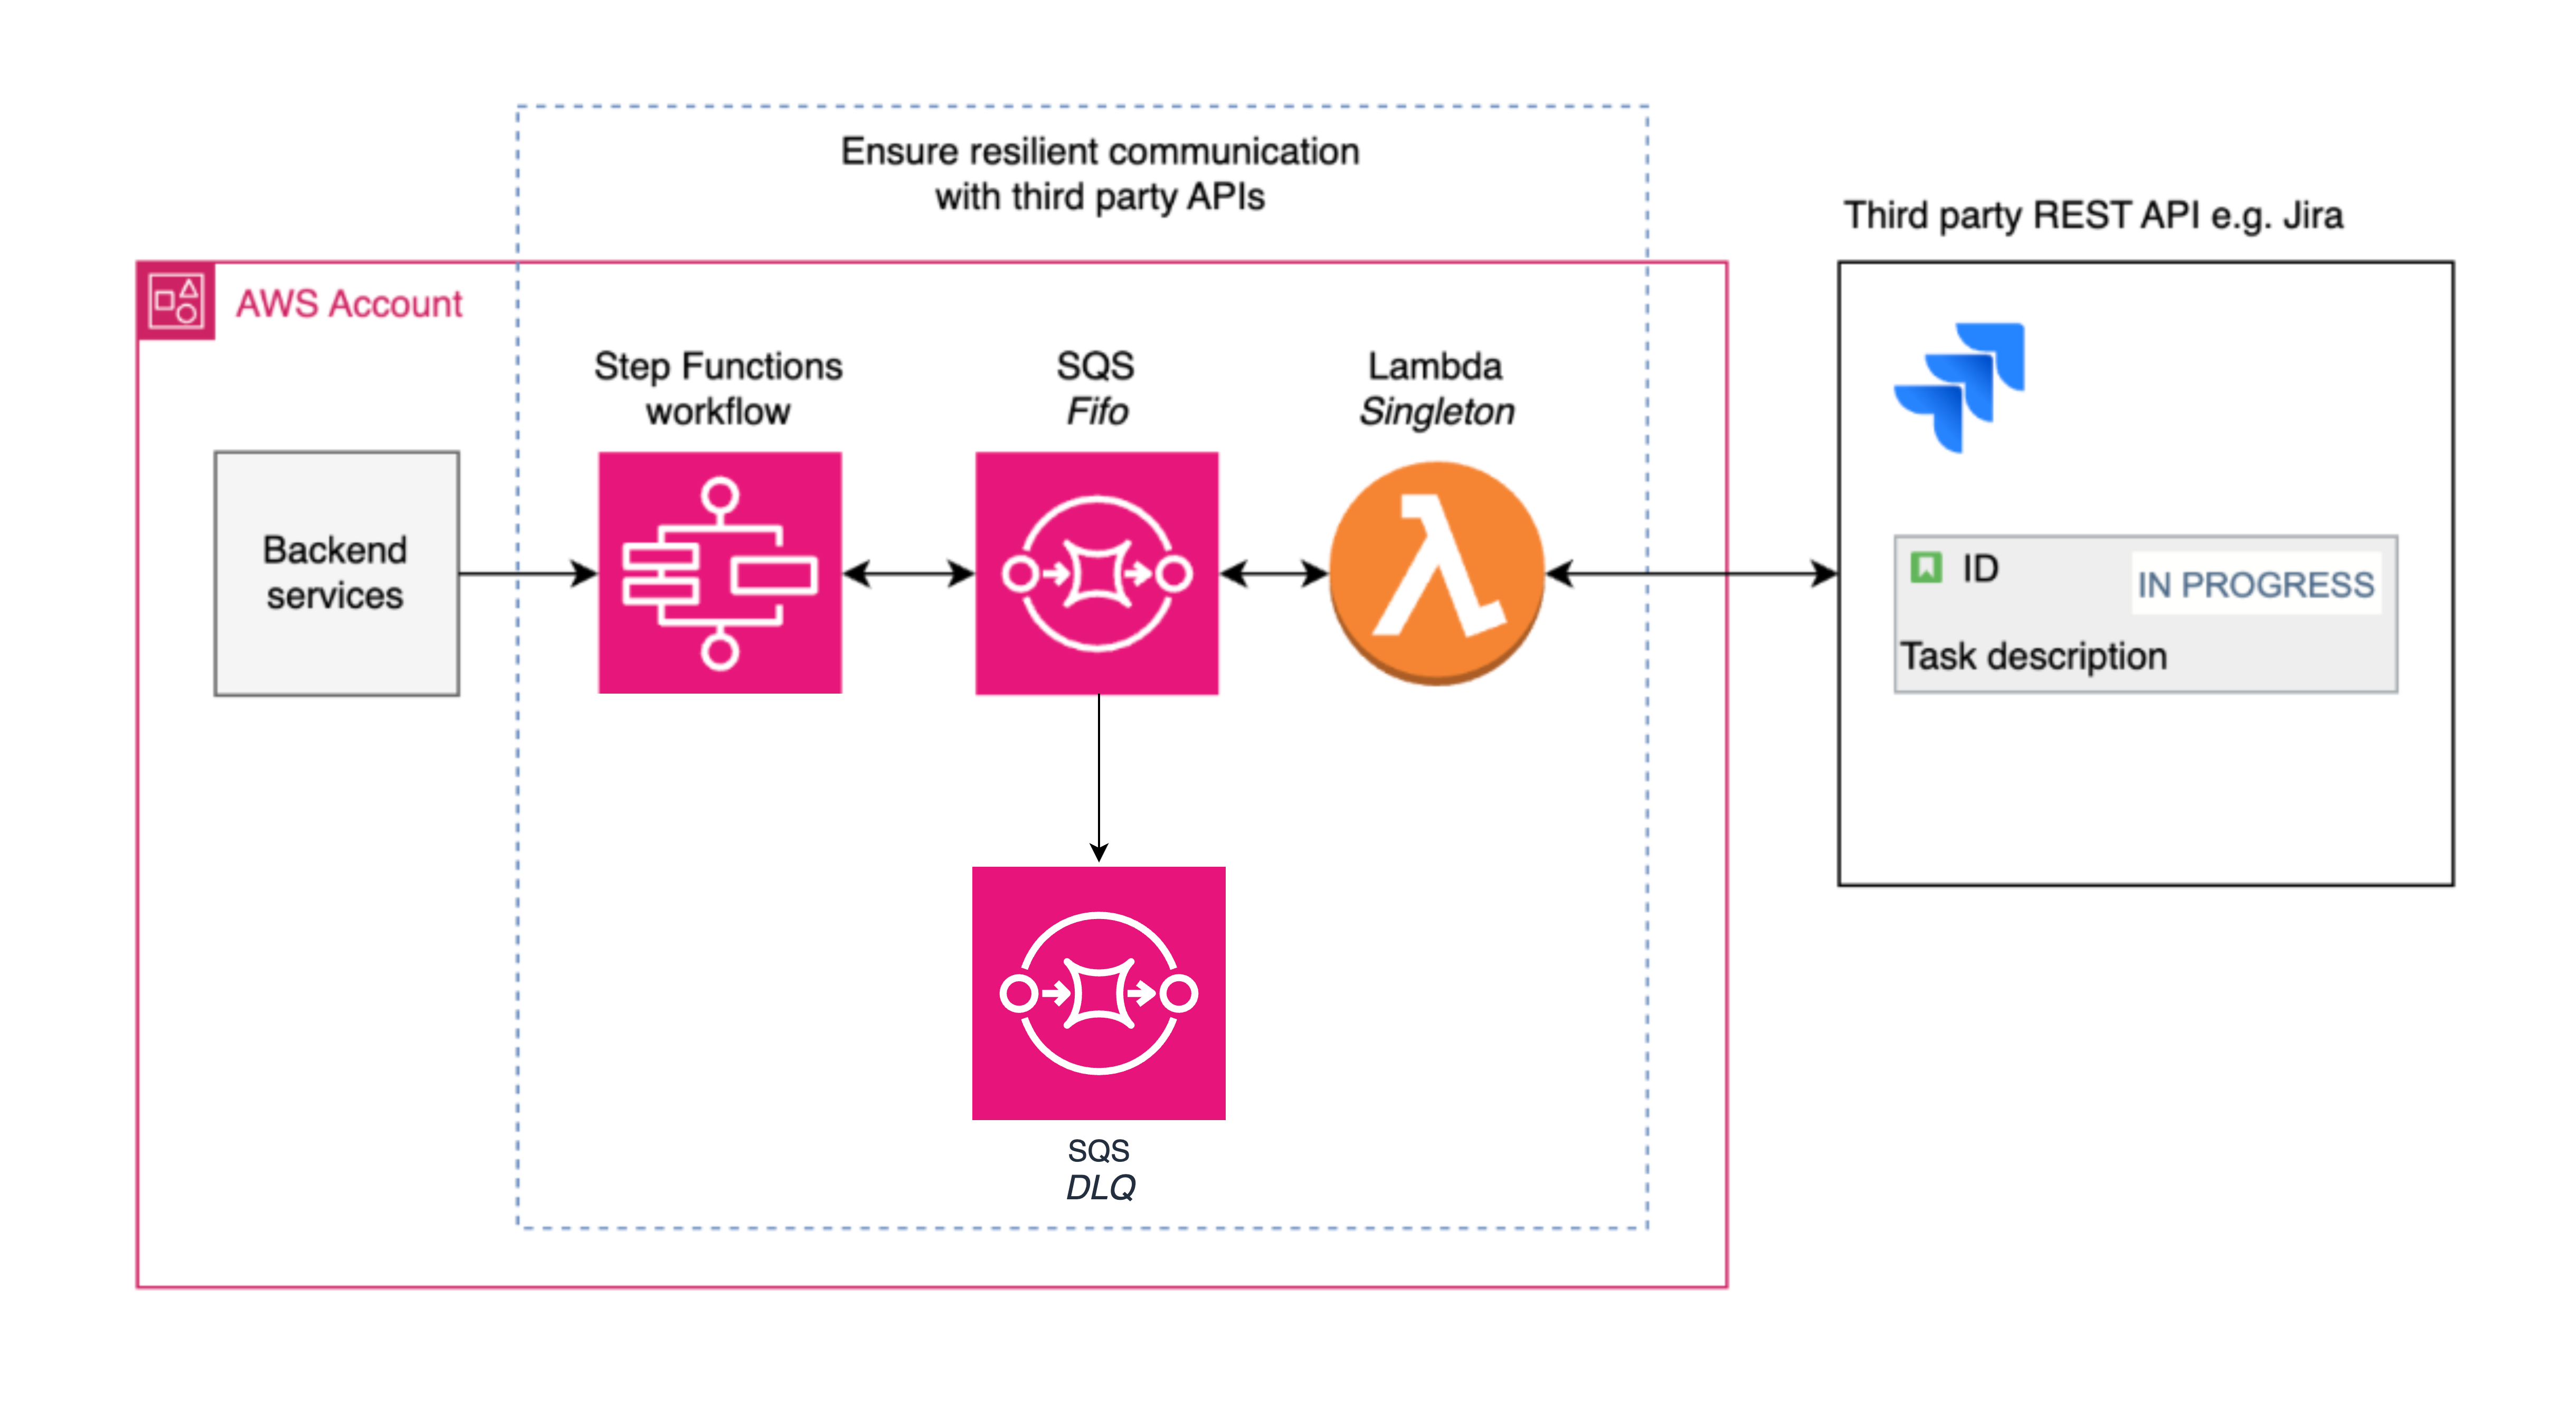 Ensure resilient communication
with third party APIs
Third party REST API e.g. Jira
AWS Account
Step Functions
workflow
SQS
Fifo
Lambda
Singleton
Backend
services
ID
IN PROGRESS
Task description
SQS
DLQ